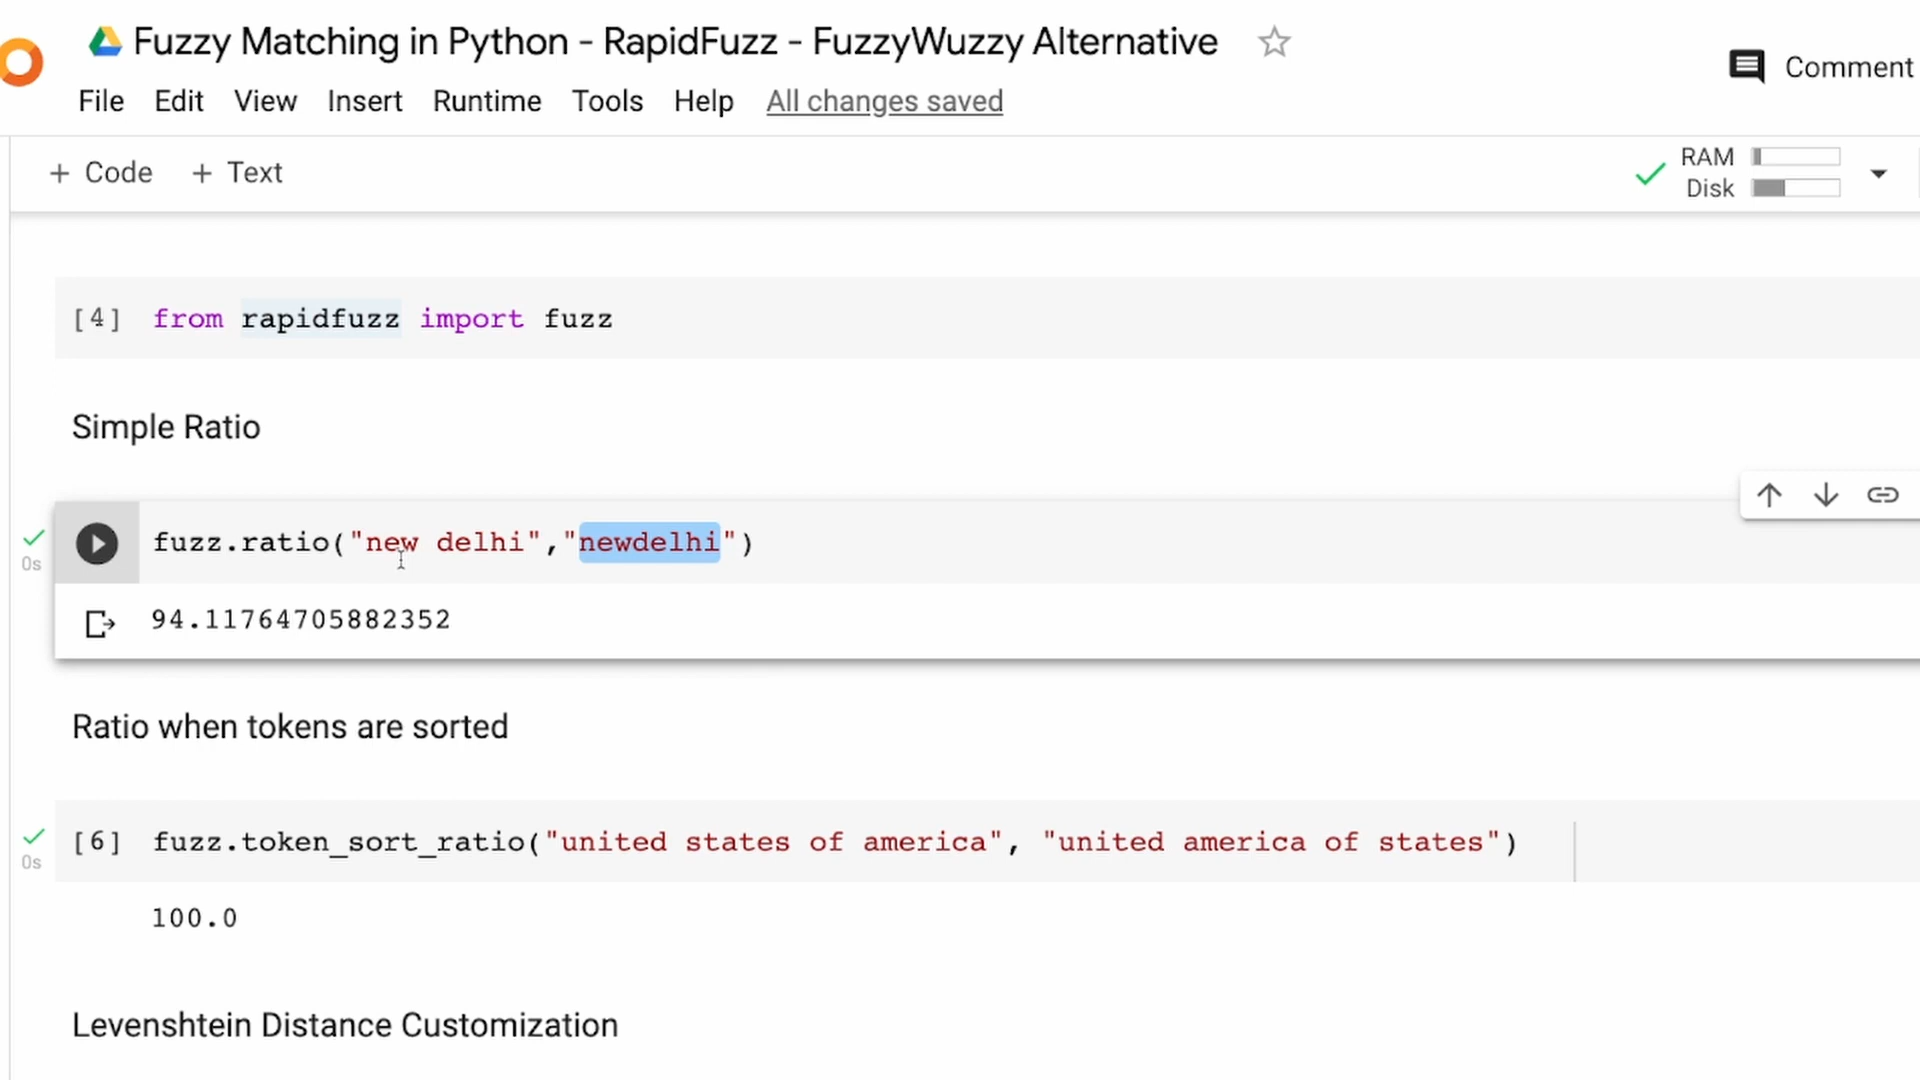 Fuzzy Matching in Python - RapidFuzz - FuzzyWuzzy Alternative
Comment
File Edit View Insert Runtime Tools Help All changes saved
+ Code + Text
RAM
Disk
[4] from rapidfuzz import fuzz
Simple Ratio
fuzz.ratio("new delhi","newdelhi")
0s
94.11764705882352
Ratio when tokens are sorted
[6] fuzz.token_sort_ratio("united states of america", "united america of states")
0s
100.0
Levenshtein Distance Customization